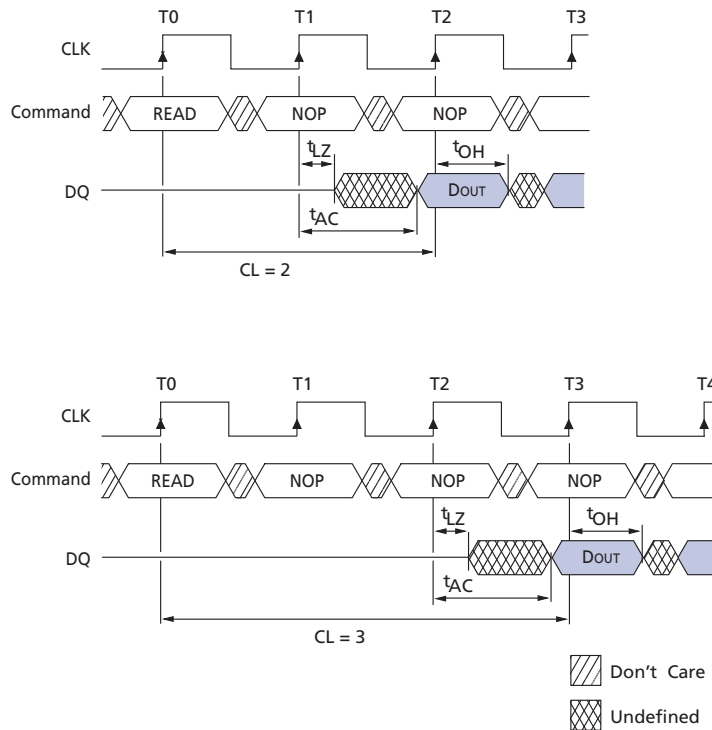 T0 T1 T2 T3
CLK
Command READ NOP NOP
tLZ tOH
DQ DOUT
tAC
CL = 2
T0 T1 T2 T3 T4
CLK
Command READ NOP NOP NOP
tLZ tOH
DQ DOUT
tAC
CL = 3
Don't Care
Undefined